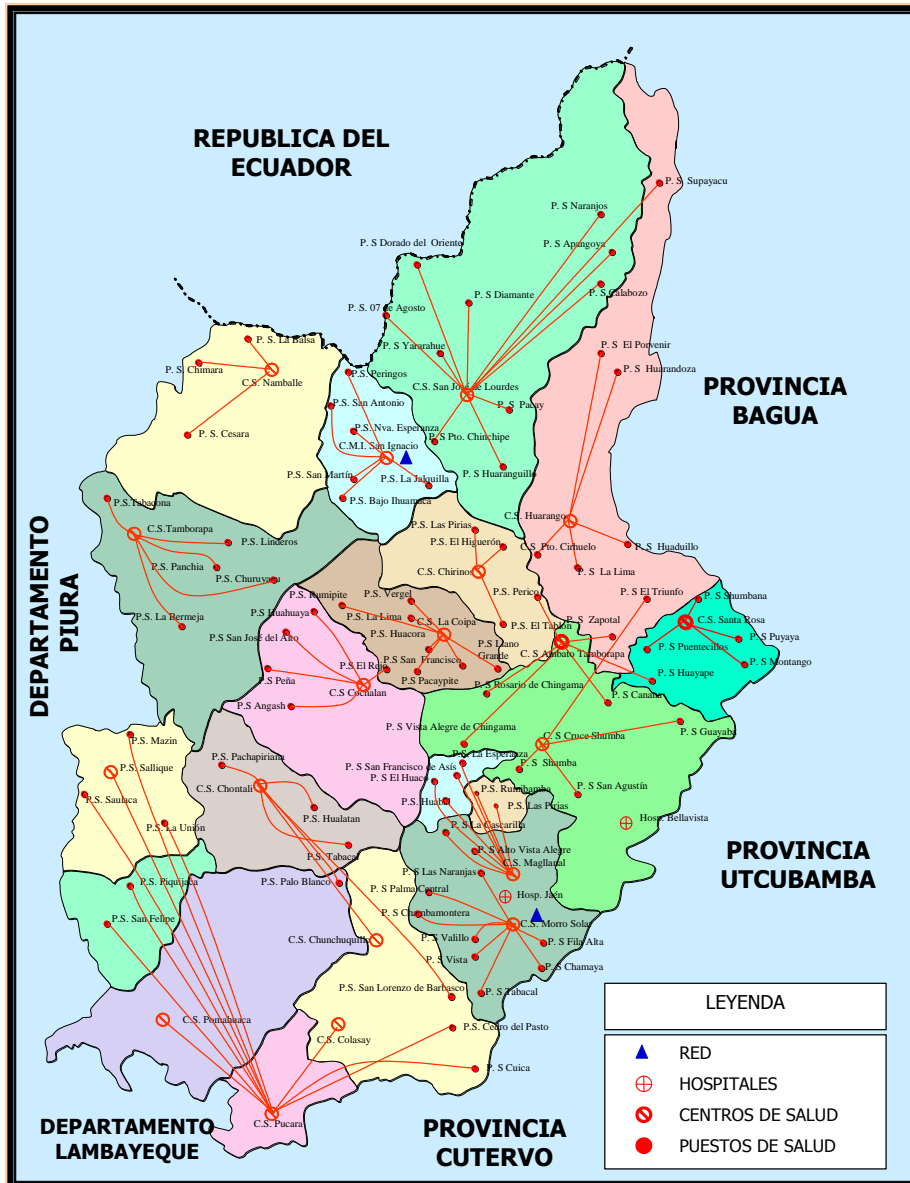 REPUBLICA DEL
ECUADOR
P. S Supayacu
P. S Naranjos
P. S Dorado del Oriente
P. S Apangoya
P. S Calabozo
P. S Diamante
P. S. 07 de Agosto
P. S. La Balsa
P. S Yararahue
P. S El Porvenir
P. S. Chimara
P. S Huarandoza
C.S. Namballe
P.S. Peringos
C.S. San José de Lourdes
PROVINCIA
BAGUA
P.S. San Antonio
P. S Pacay
P. S. Cesara
P.S. Nva. Esperanza
P. S Pto. Chinchipe
C.M.I. San Ignacio
P.S. San Martín
P.S. La Jalquilla
P. S Huaranguillo
P.S. Bajo Ihuamaca
P.S.Tabagona
C.S.Tamborapa
P.S. Las Pirias
C.S. Huarango
P.S. Linderos
P.S. El Higuerón
C.S. Pto. Cirhuelo
P. S Huaduillo
P.S. Panchia
P.S. Churuyacu
C.S. Chirinos
P. S La Lima
P.S. La Bermeja
P.S. Rumipite
P.S. Vergel
P.S. Perico
P. S El Triunfo
P. S Shumbana
P.S Huahuaya
P.S. La Lima
C.S. La Coipa
P.S. El Tablón
P. S Zapotal
C.S. Santa Rosa
P.S San José del Alto
P.S. Huacora
P.S Llano
Grande
C. S Ambato Tamborapa
P. S Puyaya
P. S Puentecillos
P.S El Rejo
P.S San Francisco
P. S Montango
P.S Peña
P.S Pacaypite
P. S Huayape
C.S Cochalan
P. S Rosario de Chingama
P. S Canana
P.S Angash
DEPARTAMENTO
PIURA
P. S Vista Alegre de Chingama
P. S Guayaba
P.S. Mazin
C. S Cruce Shumba
P.S. Pachapiriana
P.S. La Esperanza
P.S. Sallique
P. S San Francisco de Asís
P. S Shumba
C.S. Chontali
P. S El Huaco
P.S. Rumibamba
P. S San Agustín
P.S. Saulaca
P.S. Huabal
P.S. Las Pirias
P.S. Hualatan
P.S. La Unión
P. S La Cascarilla
Hosp. Bellavista
P.S. Tabacal
P. S Alto Vista Alegre
C.S. Magllanal
PROVINCIA
UTCUBAMBA
P.S Las Naranjas
P.S. Piquijaca
P.S. Palo Blanco
P.S Palma Central
Hosp. Jaén
P.S. San Felipe
P. S Chambamontera
C.S. Morro Solar
C.S. Chunchuquilla
P. S Valillo
P. S Fila Alta
P. S Vista
P. S Chamaya
P.S. San Lorenzo de Barbasco
P. S Tabacal
C.S. Pomahuaca
C.S. Colasay
P.S. Cedro del Pasto
P. S Cuica
C.S. Pucara
DEPARTAMENTO
LAMBAYEQUE
PROVINCIA
CUTERVO
LEYENDA
RED
HOSPITALES
CENTROS DE SALUD
PUESTOS DE SALUD